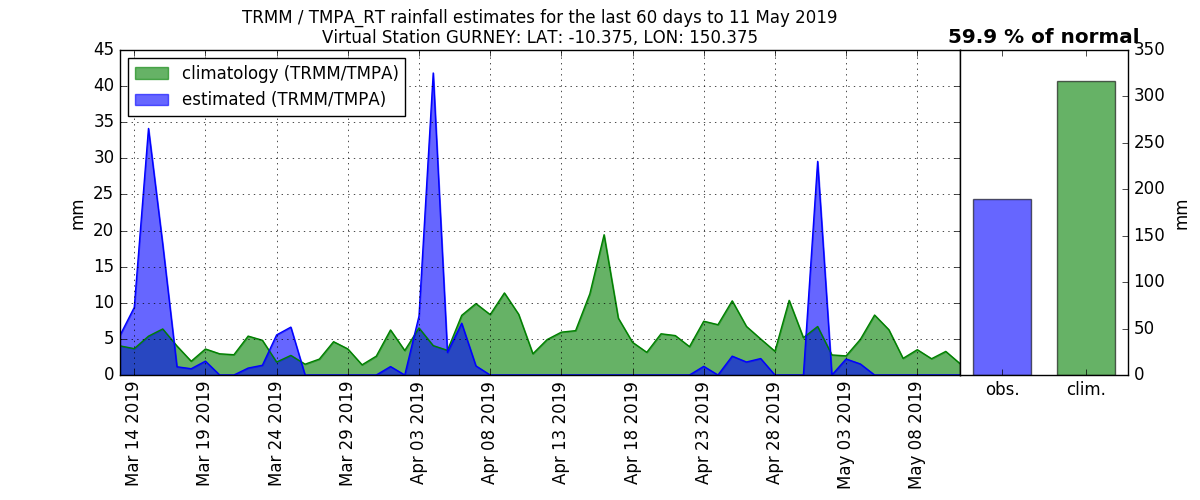 TRMM / TMPA_RT rainfall estimates for the last 60 days to 11 May 2019
Virtual Station GURNEY: LAT: -10.375, LON: 150.375
59.9 % of normal
climatology (TRMM/TMPA)
estimated (TRMM/TMPA)
45
40
35
30
25
20
15
10
5
0
mm
Mar 14 2019
Mar 19 2019
Mar 24 2019
Mar 29 2019
Apr 03 2019
Apr 08 2019
Apr 13 2019
Apr 18 2019
Apr 23 2019
Apr 28 2019
May 03 2019
May 08 2019
obs.
clim.
350
300
250
200
150
100
50
0
mm